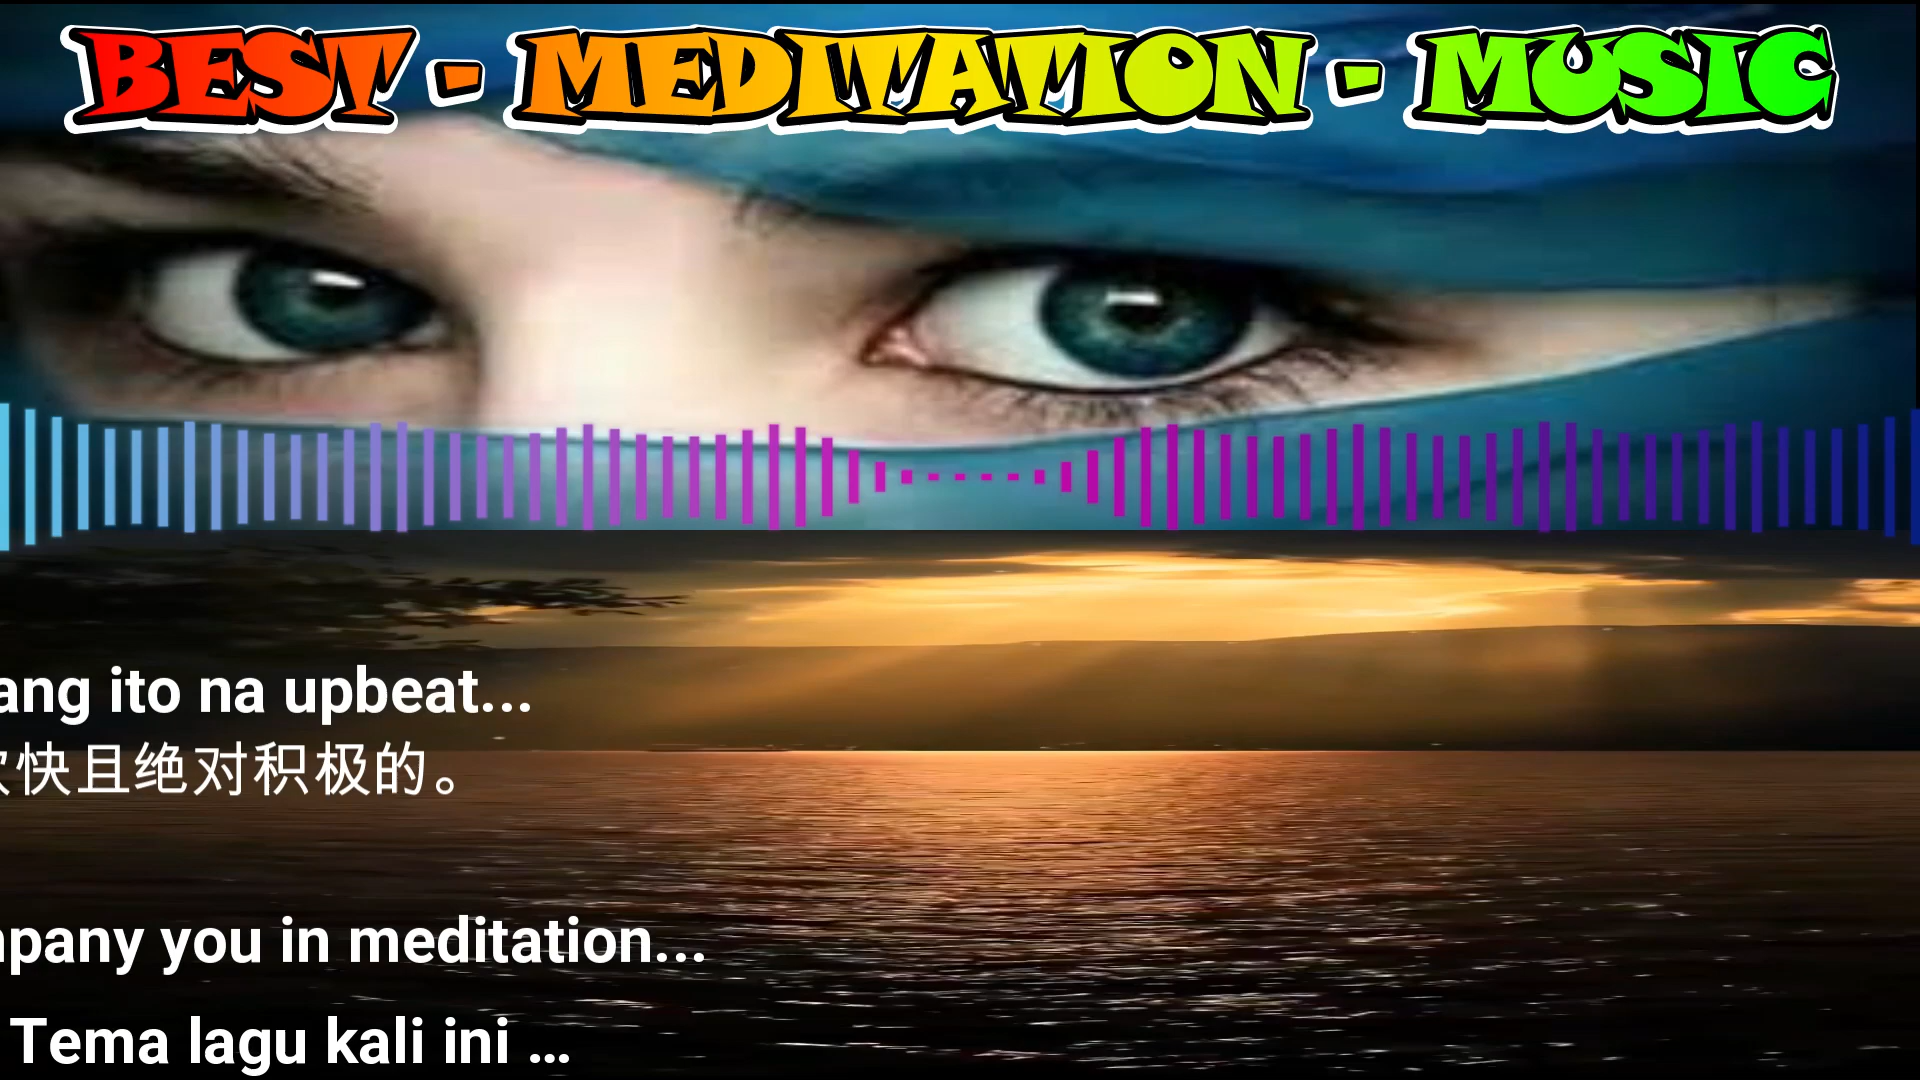 BEST - MEDITATION - MUSIC
ang ito na upbeat...
快且绝对积极的。
mpany you in meditation...
Tema lagu kali ini ...